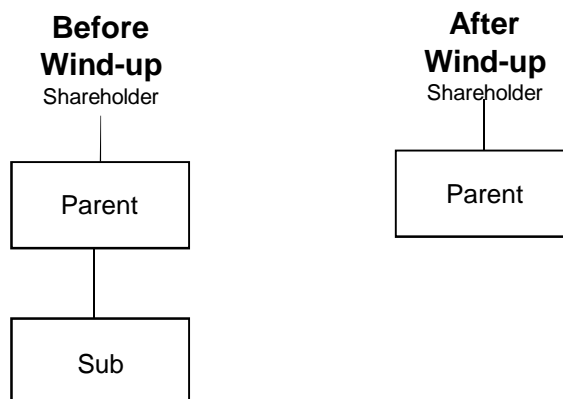 Before
Wind-up
Shareholder
Parent
Sub
After
Wind-up
Shareholder
Parent